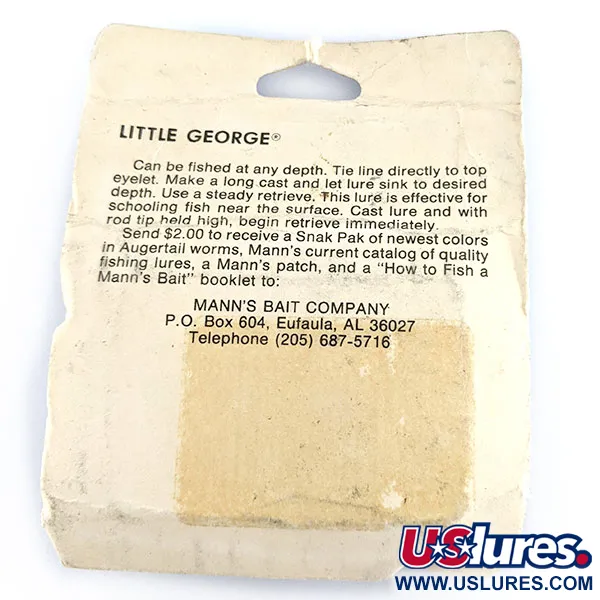 LITTLE GEORGE®
Can be fished at any depth. Tie line directly to top
eyelet. Make a long cast and let lure sink to desired
depth. Use a steady retrieve. This lure is effective for
schooling fish near the surface. Cast lure and with
rod tip held high, begin retrieve immediately.
Send $2.00 to receive a Snak Pak of newest colors
in Augertail worms, Mann's current catalog of quality
fishing lures, a Mann's patch, and a "How to Fish a
Mann's Bait" booklet to:
MANN'S BAIT COMPANY
P.O. Box 604, Eufaula, AL 36027
Telephone (205) 687-5716
USlures.
WWW.USLURES.COM